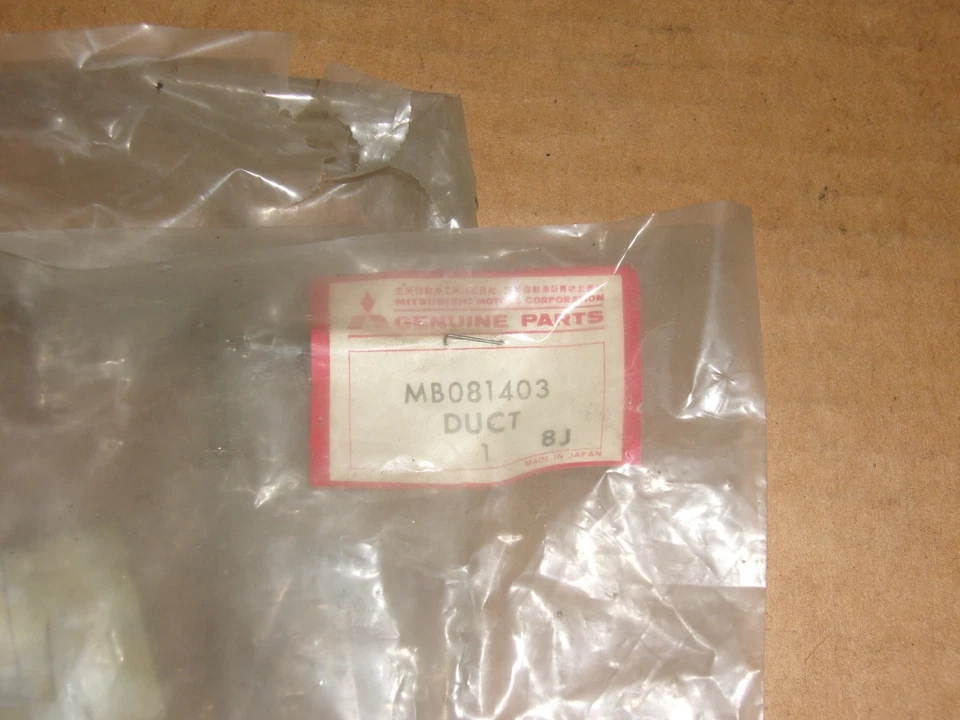 MITSUBISHI MOTORS CORPORATION
GENUINE PARTS
MB081403
DUCT
1 8J
MADE IN JAPAN